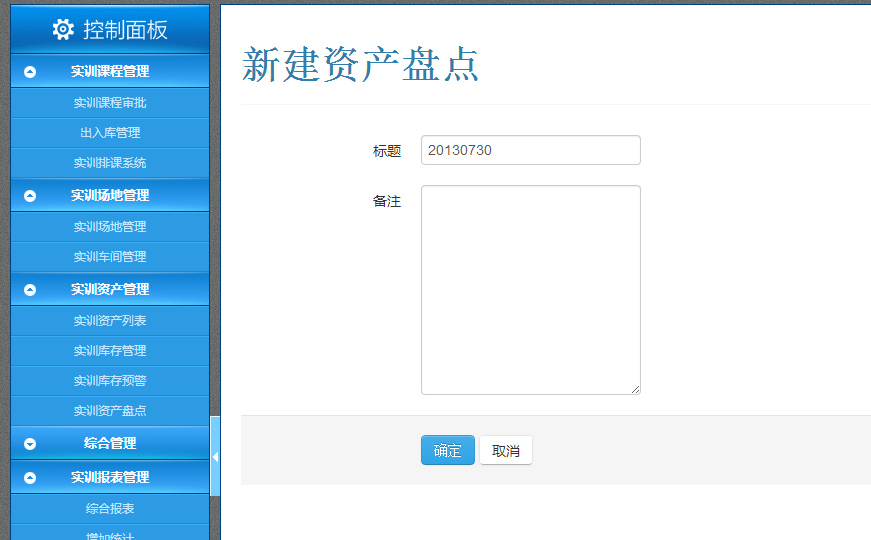 控制面板
实训课程管理
实训课程审批
出入库管理
实训排课系统
实训场地管理
实训场地管理
实训车间管理
实训资产管理
实训资产列表
实训库存管理
实训库存预警
实训资产盘点
综合管理
实训报表管理
综合报表
增加统计
新建资产盘点
标题 20130730
备注
确定 取消